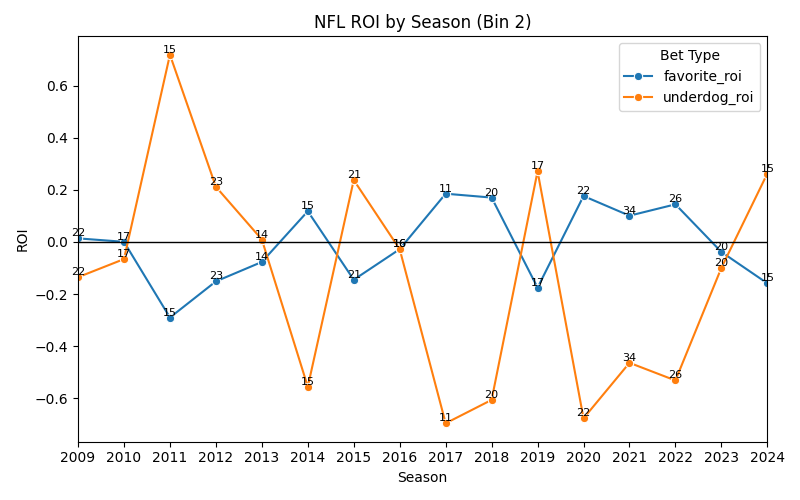 NFL ROI by Season (Bin 2)
Bet Type
favorite_roi
underdog_roi
ROI
0.6
0.4
0.2
0.0
−0.2
−0.4
−0.6
22 17 15 23 14 15 21 16 11 20 17 22 34 26 20 15
22 17 15 23 14 15 21 16 11 20 17 22 34 26 20 15
2009 2010 2011 2012 2013 2014 2015 2016 2017 2018 2019 2020 2021 2022 2023 2024
Season